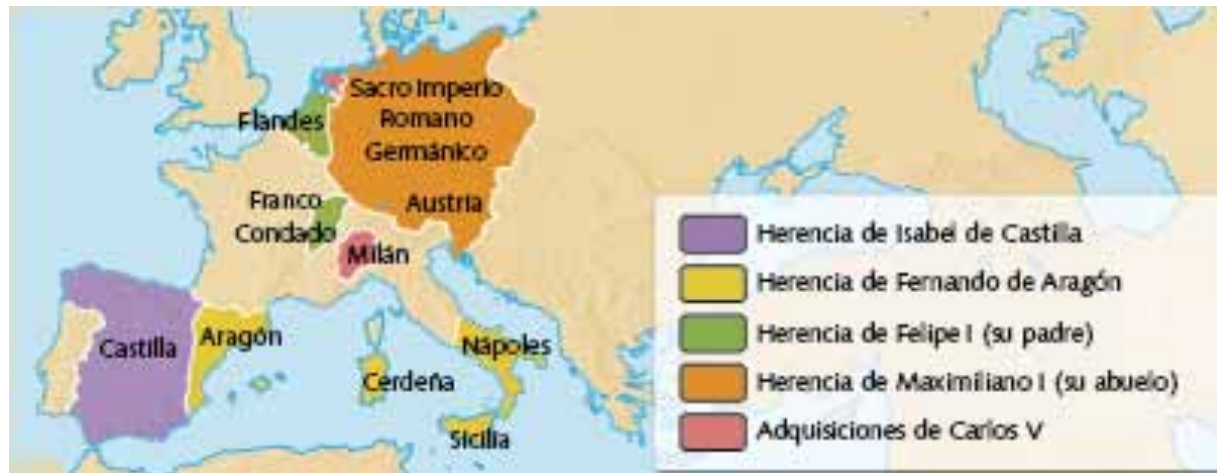 Sacro Imperio
Romano
Germánico
Flandes
Austria
Franco
Condado
Milán
Castilla
Aragón
Nápoles
Cerdeña
Sicilia
Herencia de Isabel de Castilla
Herencia de Fernando de Aragón
Herencia de Felipe I (su padre)
Herencia de Maximiliano I (su abuelo)
Adquisiciones de Carlos V